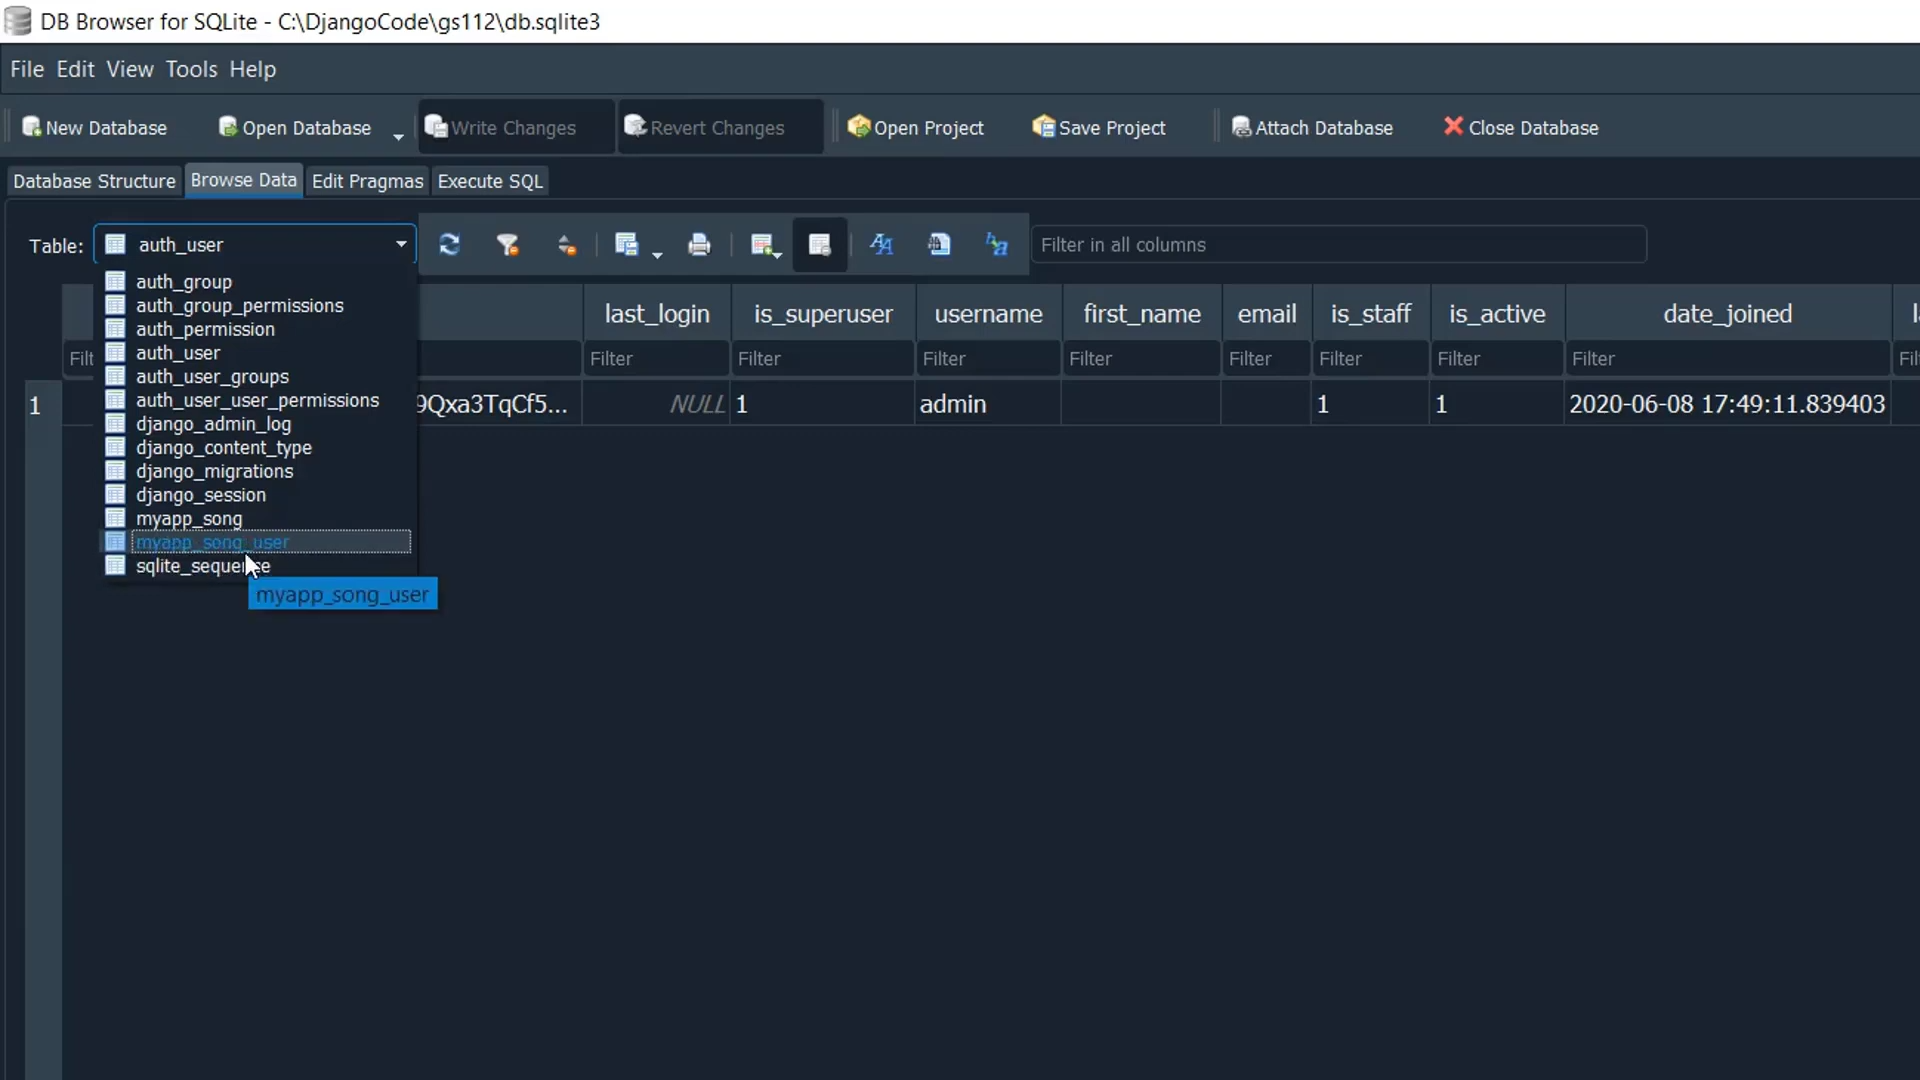 DB Browser for SQLite - C:\DjangoCode\gs112\db.sqlite3
File Edit View Tools Help
New Database Open Database Write Changes Revert Changes Open Project Save Project Attach Database Close Database
Database Structure Browse Data Edit Pragmas Execute SQL
Table: auth_user Filter in all columns
auth_group
auth_group_permissions
auth_permission
auth_user
auth_user_groups
auth_user_user_permissions
django_admin_log
django_content_type
django_migrations
django_session
myapp_song
myapp_song_user
sqlite_sequence
myapp_song_user
last_login is_superuser username first_name email is_staff is_active date_joined
Filter Filter Filter Filter Filter Filter Filter Filter
1 9Qxa3TqCf5... NULL 1 admin 1 1 2020-06-08 17:49:11.839403